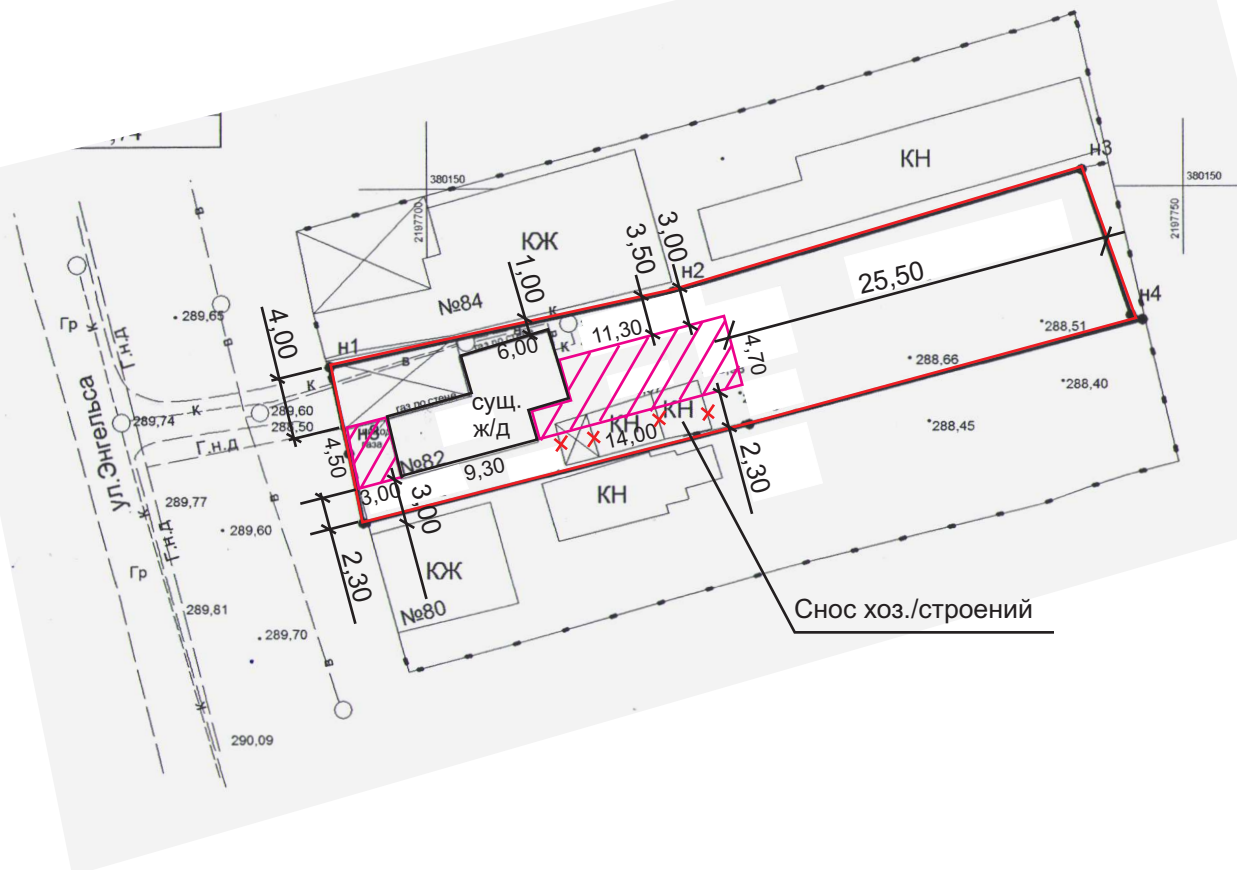 КН
н3
380150
2197700
380150
2197750
КЖ
3,00
3,50
н2
1,00
25,50
№84
Гр
к
Г.н.д
289,65
4,00
н1
н4
288,51
288,66
288,40
288,45
11,30
6,00
4,70
сущ.
ж/д
газ по стене
в
к
289,60
288,50
289,74
ул.Энгельса
Г.н.д
4,50
№82
9,30
КН
КН
14,00
2,30
3,00
3,00
2,30
КН
289,77
289,60
Г.н.д
Гр
КЖ
№80
289,81
289,70
290,09
Снос хоз./строений